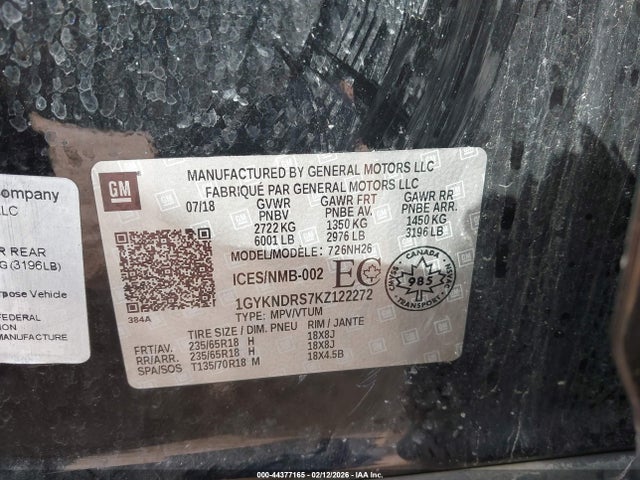 Company
LLC
R REAR
G (3196LB)
rpose Vehicle
FEDERAL
TION
MANUFACTURE
GM
MANUFACTURED BY GENERAL MOTORS LLC
FABRIQUÉ PAR GENERAL MOTORS LLC
07/18 GVWR GAWR FRT GAWR RR
PNBV PNBE AV. PNBE ARR.
2722 KG 1350 KG 1450 KG
6001 LB 2976 LB 3196 LB
MODEL/MODÈLE: 726NH26
ICES/NMB-002 EC
CANADA
985
TRANSPORT
1GYKNDRS7KZ122272
TYPE: MPV/VTUM
384A
TIRE SIZE / DIM. PNEU RIM / JANTE
FRT/AV. 235/65R18 H 18X8J
RR/ARR. 235/65R18 H 18X8J
SPA/SOS T135/70R18 M 18X4.5B
000-44377165 - 02/12/2026 - IAA Inc.